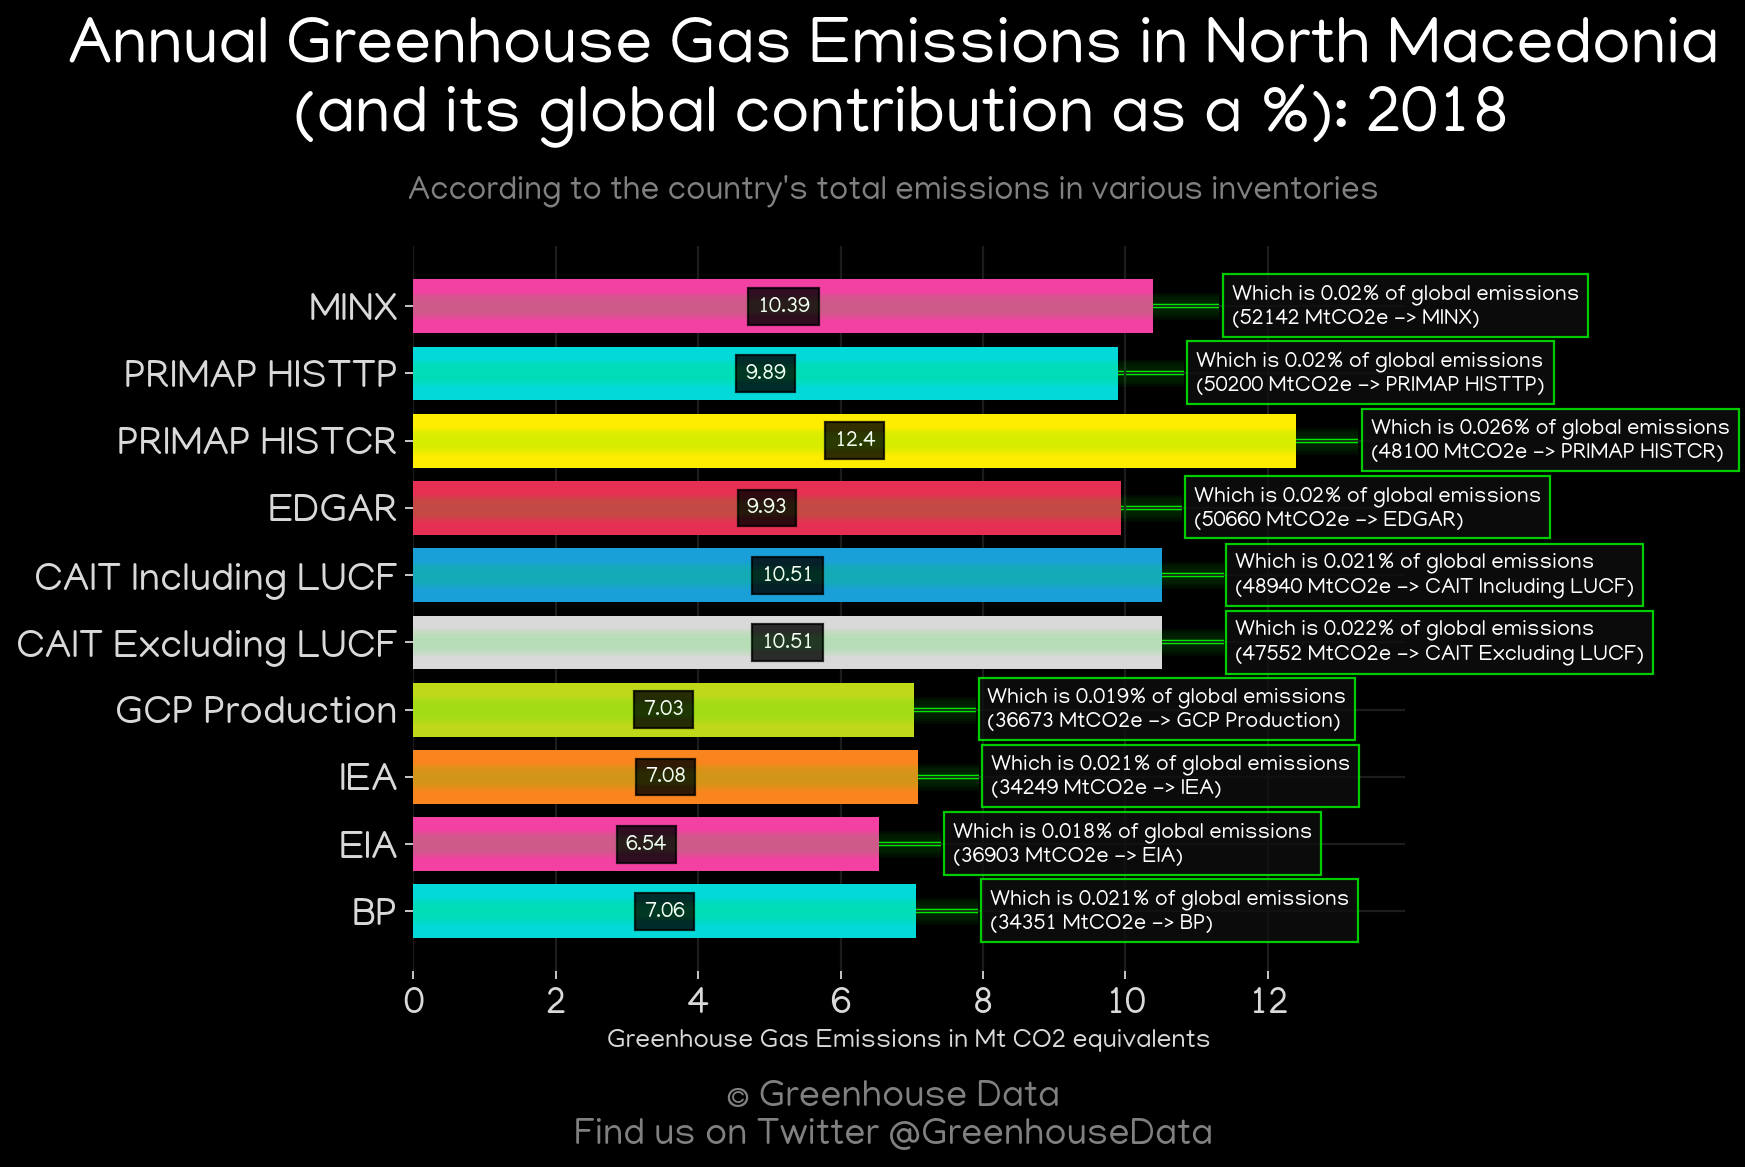 Annual Greenhouse Gas Emissions in North Macedonia
(and its global contribution as a %): 2018
According to the country's total emissions in various inventories
MINX
10.39
Which is 0.02% of global emissions
(52142 MtCO2e -> MINX)
PRIMAP HISTTP
9.89
Which is 0.02% of global emissions
(50200 MtCO2e -> PRIMAP HISTTP)
PRIMAP HISTCR
12.4
Which is 0.026% of global emissions
(48100 MtCO2e -> PRIMAP HISTCR)
EDGAR
9.93
Which is 0.02% of global emissions
(50660 MtCO2e -> EDGAR)
CAIT Including LUCF
10.51
Which is 0.021% of global emissions
(48940 MtCO2e -> CAIT Including LUCF)
CAIT Excluding LUCF
10.51
Which is 0.022% of global emissions
(47552 MtCO2e -> CAIT Excluding LUCF)
GCP Production
7.03
Which is 0.019% of global emissions
(36673 MtCO2e -> GCP Production)
IEA
7.08
Which is 0.021% of global emissions
(34249 MtCO2e -> IEA)
EIA
6.54
Which is 0.018% of global emissions
(36903 MtCO2e -> EIA)
BP
7.06
Which is 0.021% of global emissions
(34351 MtCO2e -> BP)
0 2 4 6 8 10 12
Greenhouse Gas Emissions in Mt CO2 equivalents
© Greenhouse Data
Find us on Twitter @GreenhouseData